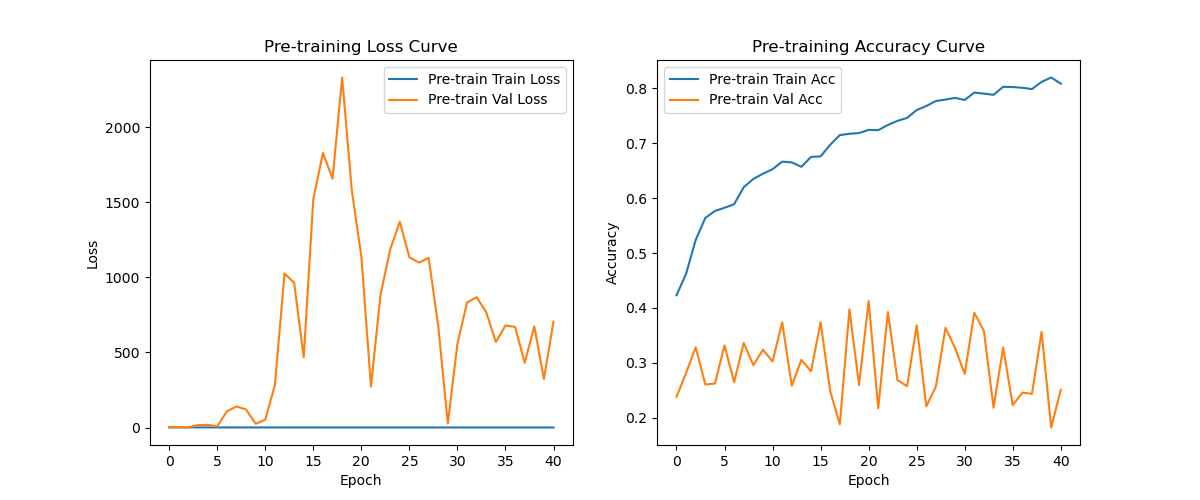 Pre-training Loss Curve
Pre-train Train Loss
Pre-train Val Loss
2000
1500
1000
500
0
Loss
0 5 10 15 20 25 30 35 40
Epoch
Pre-training Accuracy Curve
Pre-train Train Acc
Pre-train Val Acc
0.8
0.7
0.6
0.5
0.4
0.3
0.2
Accuracy
0 5 10 15 20 25 30 35 40
Epoch